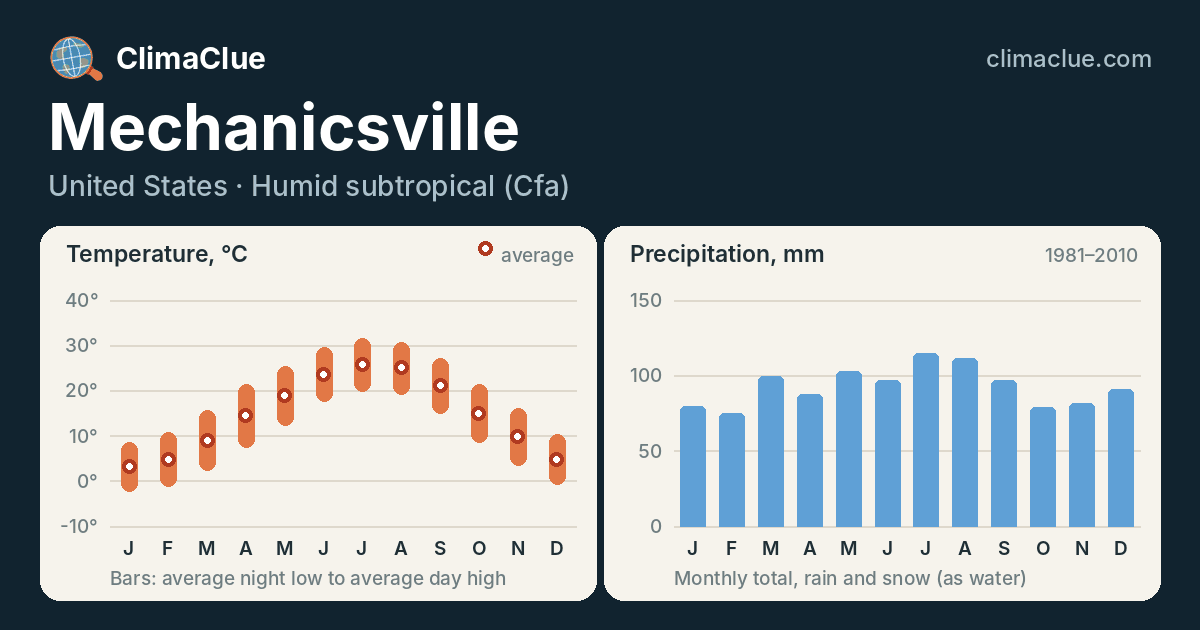 ClimaClue
climaclue.com
Mechanicsville
United States · Humid subtropical (Cfa)
Temperature, °C
average
40°
30°
20°
10°
0°
-10°
J F M A M J J A S O N D
Bars: average night low to average day high
Precipitation, mm
1981–2010
150
100
50
0
J F M A M J J A S O N D
Monthly total, rain and snow (as water)